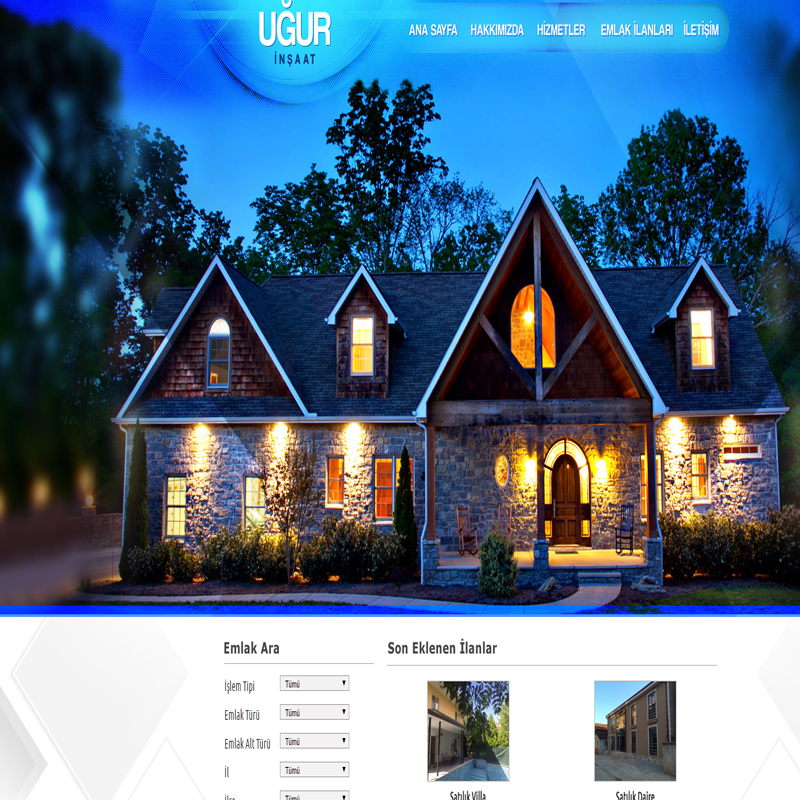 UĞUR
İNŞAAT
ANA SAYFA HAKKIMIZDA HİZMETLER EMLAK İLANLARI İLETİŞİM
Emlak Ara
Son Eklenen İlanlar
İşlem Tipi Tümü
Emlak Türü Tümü
Emlak Alt Türü Tümü
İl Tümü
İlçe Tümü
Satılık Villa
Satılık Daire